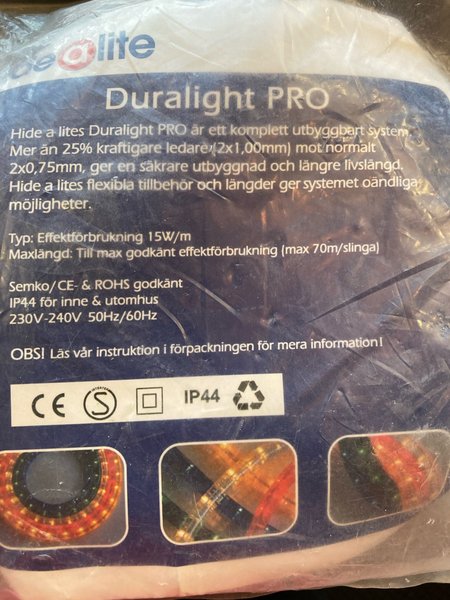 de a lite
Duralight PRO
Hide a lites Duralight PRO är ett komplett utbyggbart system.
Mer än 25% kraftigare ledare (2x1,00mm) mot normalt
2x0,75mm, ger en säkrare utbyggnad och längre livslängd.
Hide a lites flexibla tillbehör och längder ger systemet oändliga
möjligheter.
Typ: Effektförbrukning 15W/m
Maxlängd: Till max godkänt effektförbrukning (max 70m/slinga)
Semko/CE- & ROHS godkänt
IP44 för inne & utomhus
230V-240V 50Hz/60Hz
OBS! Läs vår instruktion i förpackningen för mera information!
CE S IP44